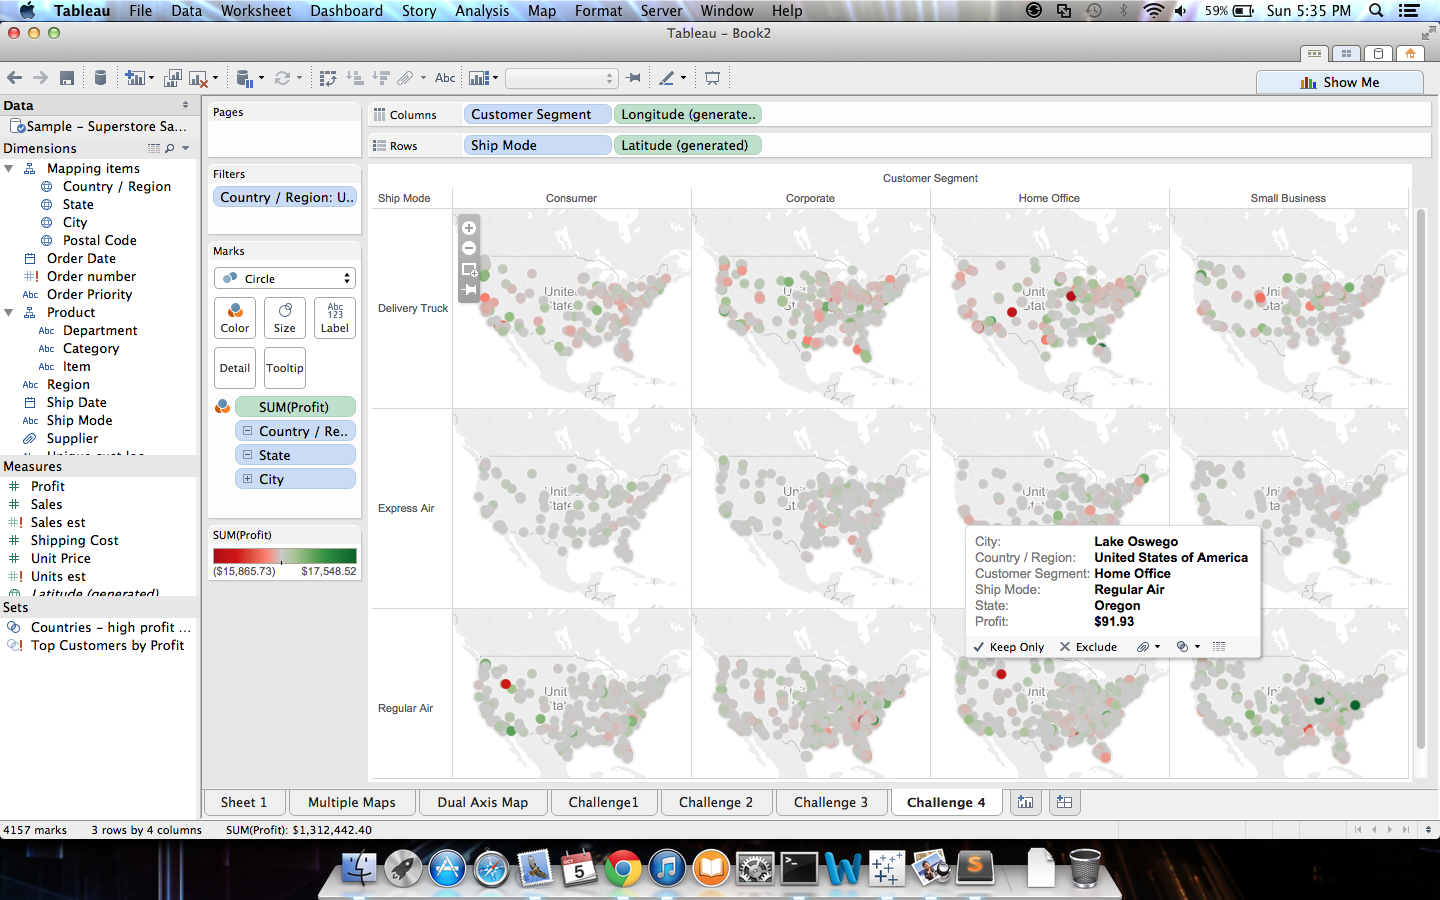 Tableau File Data Worksheet Dashboard Story Analysis Map Format Server Window Help 59% Sun 5:35 PM
Tableau - Book2
Abc
Show Me
Data
Sample - Superstore Sa...
Dimensions
Mapping items
Country / Region
State
City
Postal Code
Order Date
Order number
Abc Order Priority
Product
Abc Department
Abc Category
Abc Item
Abc Region
Ship Date
Abc Ship Mode
Supplier
Measures
Profit
Sales
Sales est
Shipping Cost
Unit Price
Units est
Latitude (generated)
Sets
Countries - high profit ...
Top Customers by Profit
Pages
Filters
Country / Region: U..
Marks
Circle
Color
Size
Abc
123
Label
Detail
Tooltip
SUM(Profit)
Country / Re..
State
City
SUM(Profit)
($15,865.73) $17,548.52
Columns Customer Segment Longitude (generate..
Rows Ship Mode Latitude (generated)
Customer Segment
Ship Mode Consumer Corporate Home Office Small Business
Delivery Truck
Express Air
Regular Air
City: Lake Oswego
Country / Region: United States of America
Customer Segment: Home Office
Ship Mode: Regular Air
State: Oregon
Profit: $91.93
Keep Only Exclude
Sheet 1 Multiple Maps Dual Axis Map Challenge1 Challenge 2 Challenge 3 Challenge 4
4157 marks 3 rows by 4 columns SUM(Profit): $1,312,442.40
OCT
5